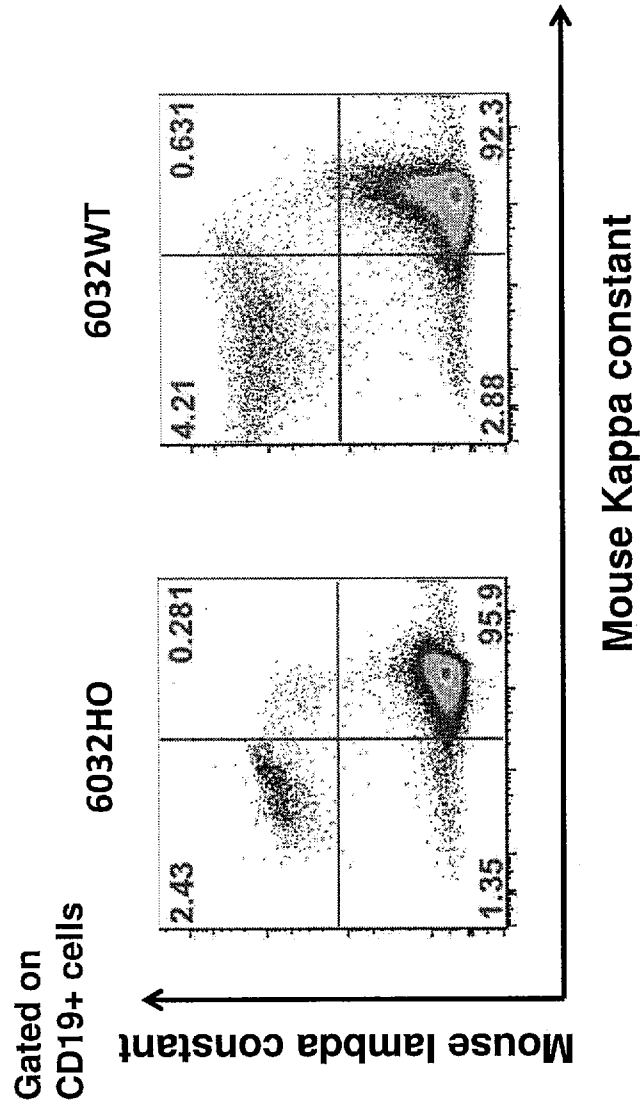 Gated on
CD19+ cells
6032HO
6032WT
2.43
0.281
1.35
95.9
4.21
0.631
2.88
92.3
Mouse lambda constant
Mouse Kappa constant